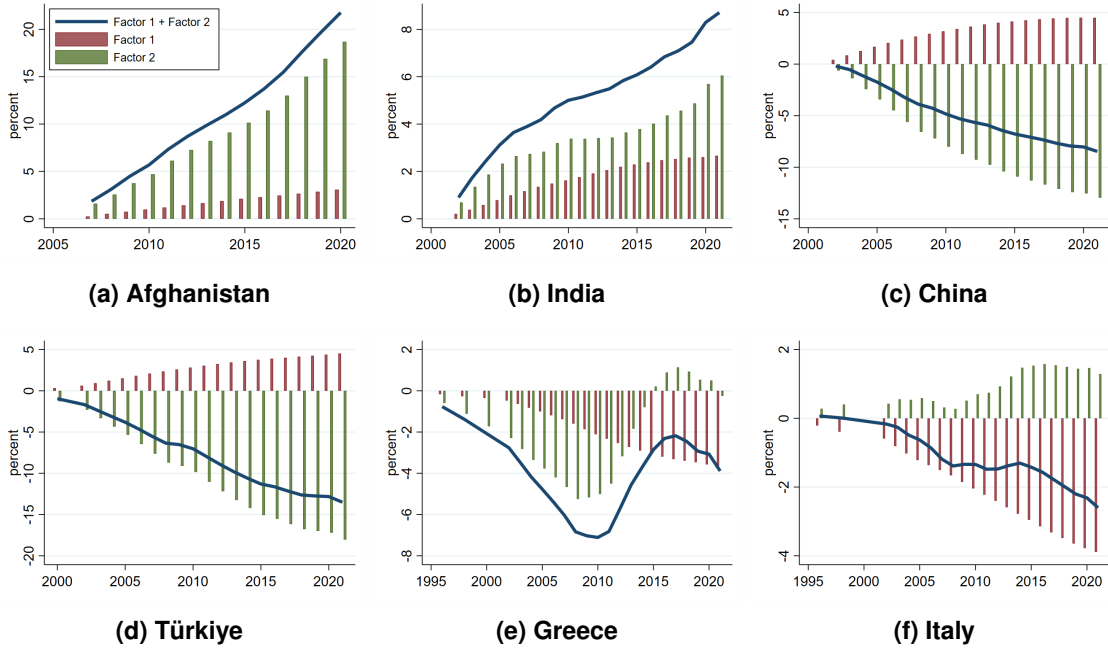 Factor 1 + Factor 2
Factor 1
Factor 2
percent
0 5 10 15 20
2005 2010 2015 2020
(a) Afghanistan
percent
0 2 4 6 8
2000 2005 2010 2015 2020
(b) India
percent
-15 -10 -5 0 5
2000 2005 2010 2015 2020
(c) China
percent
-20 -15 -10 -5 0 5
2000 2005 2010 2015 2020
(d) Türkiye
percent
-8 -6 -4 -2 0 2
1995 2000 2005 2010 2015 2020
(e) Greece
percent
-4 -2 0 2
1995 2000 2005 2010 2015 2020
(f) Italy